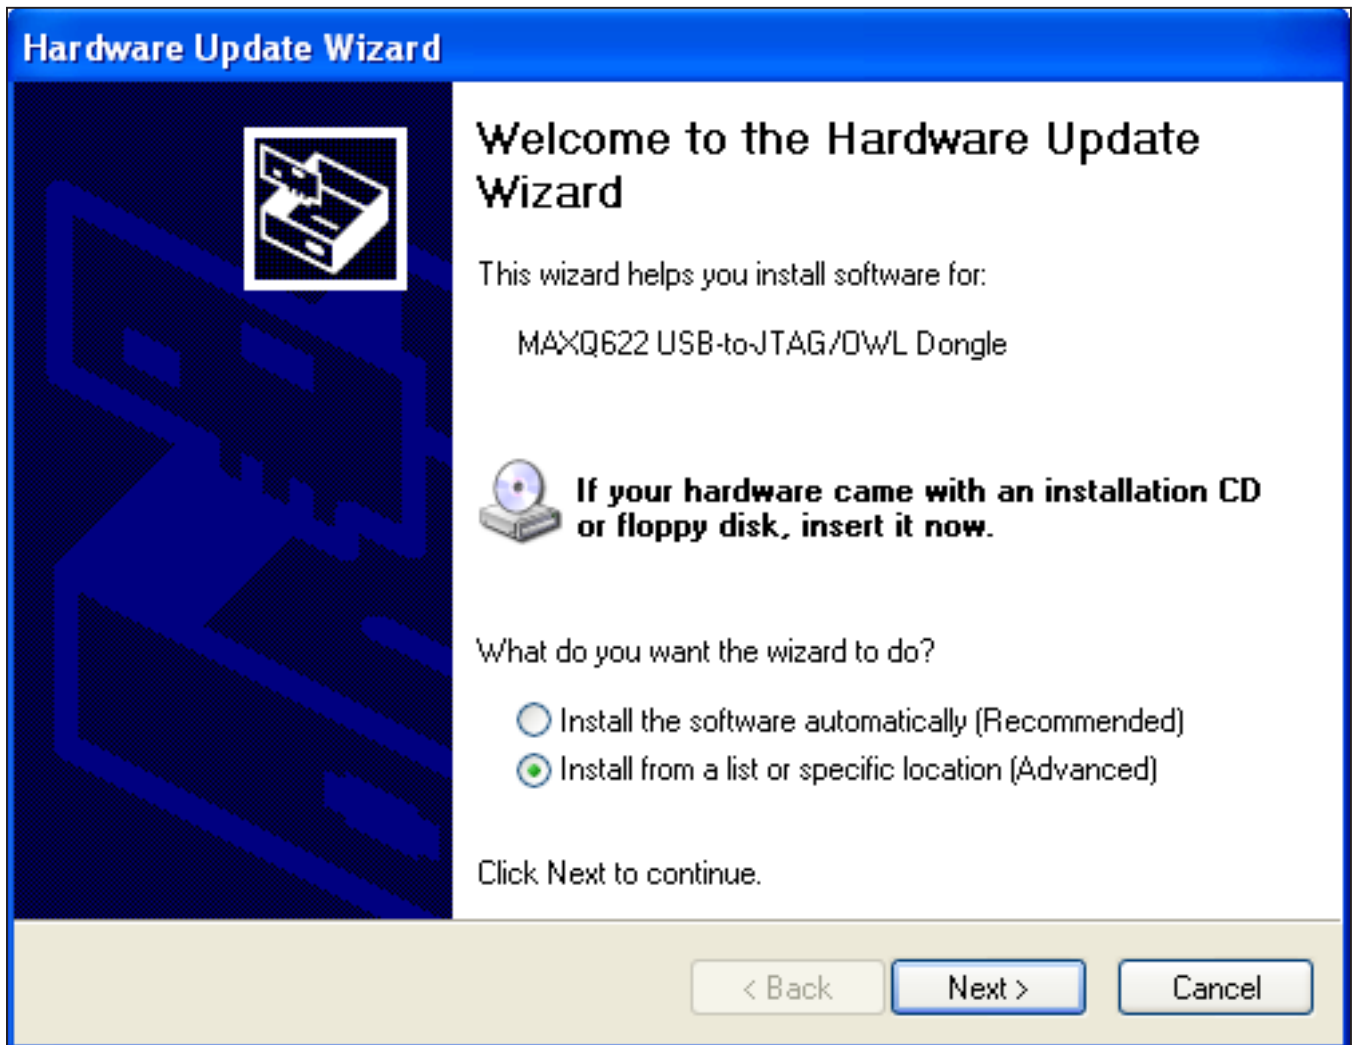 Hardware Update Wizard
Welcome to the Hardware Update
Wizard
This wizard helps you install software for:
MAXQ622 USB-to-JTAG/OWL Dongle
If your hardware came with an installation CD
or floppy disk, insert it now.
What do you want the wizard to do?
Install the software automatically (Recommended)
Install from a list or specific location (Advanced)
Click Next to continue.
< Back
Next >
Cancel